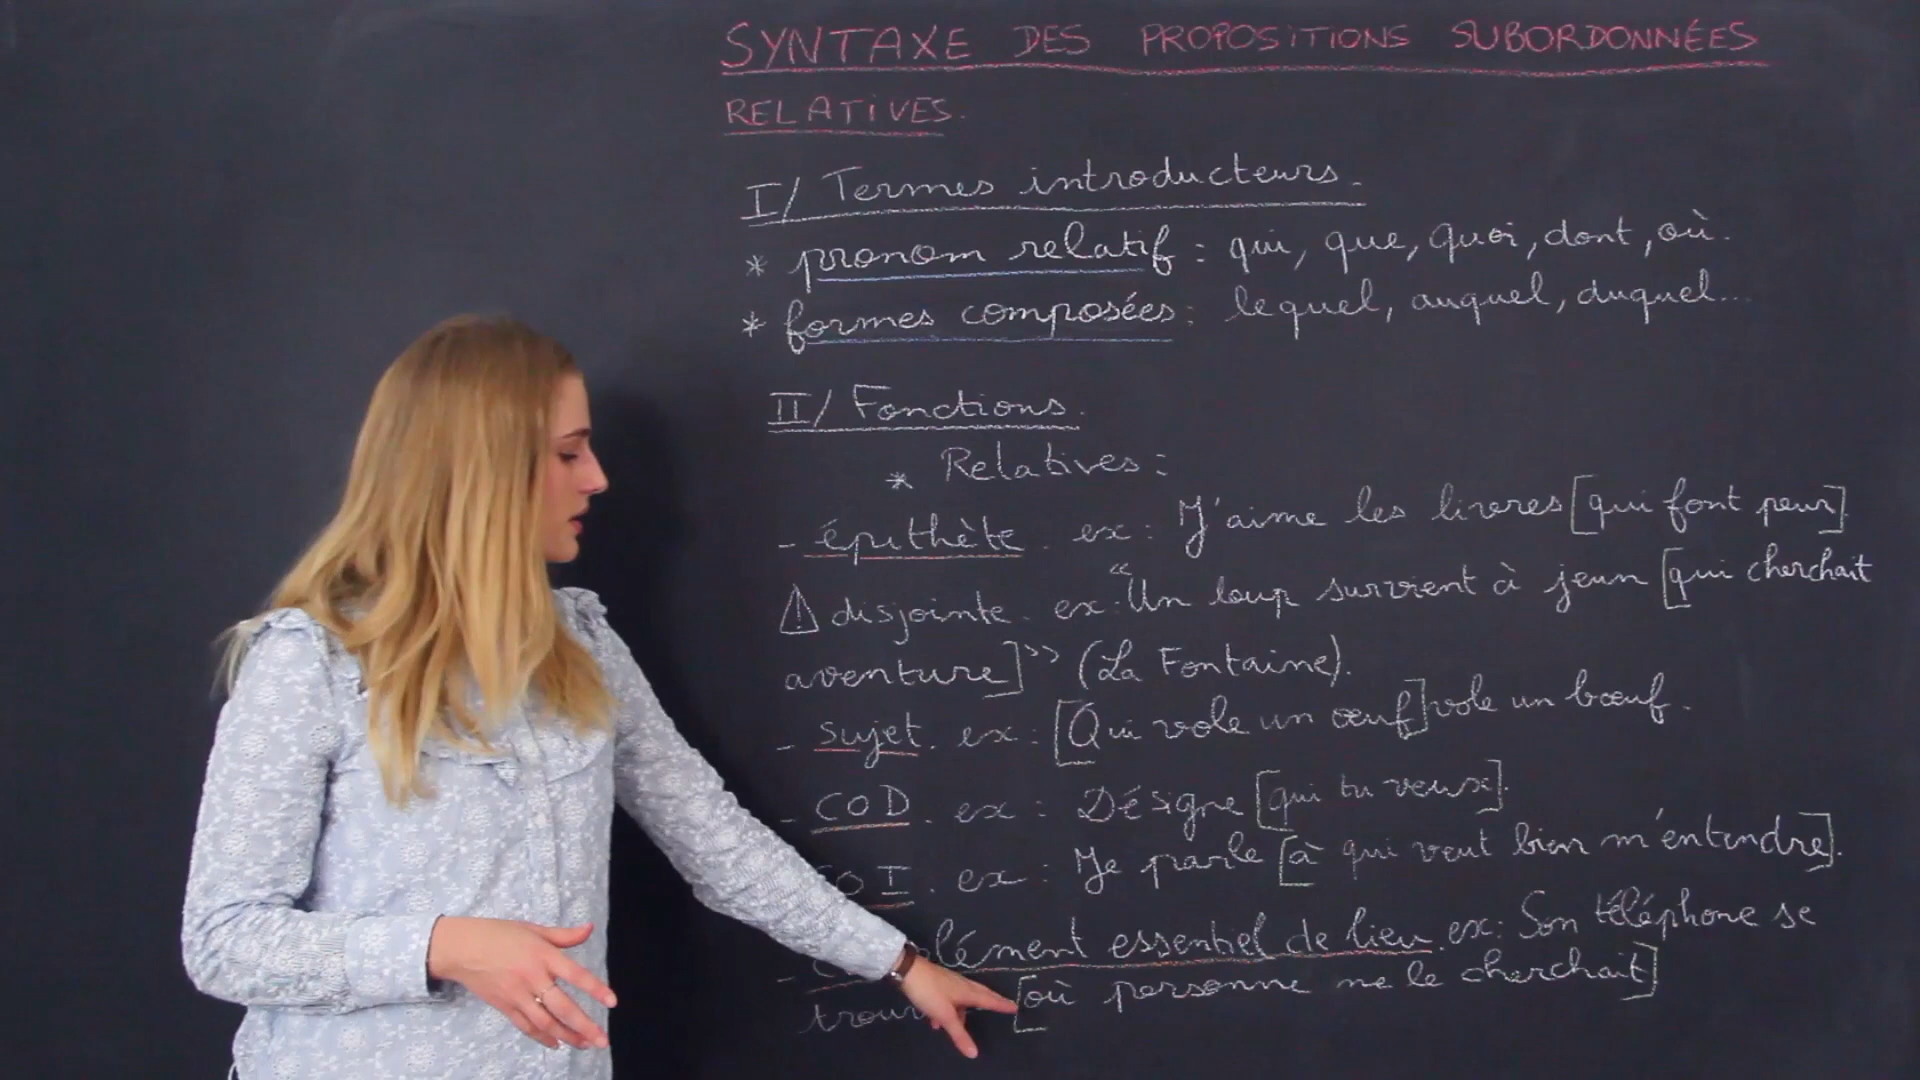 SYNTAXE DES PROPOSITIONS SUBORDONNÉES
RELATIVES.
I/ Termes introducteurs.
* pronom relatif : qui, que, quoi, dont, où.
* formes composées : lequel, auquel, duquel...
II/ Fonctions.
* Relatives :
- épithète. ex : J'aime les livres [qui font peur]
⚠ disjointe. ex : "Un loup survient à jeun [qui cherchait
aventure]" (La Fontaine).
- sujet. ex : [Qui vole un œuf] vole un bœuf.
- COD. ex : Désigne [qui tu veux].
OI. ex : Je parle [à qui veut bien m'entendre].
- C lément essentiel de lieu. ex : Son téléphone se
trouv [où personne ne le cherchait]